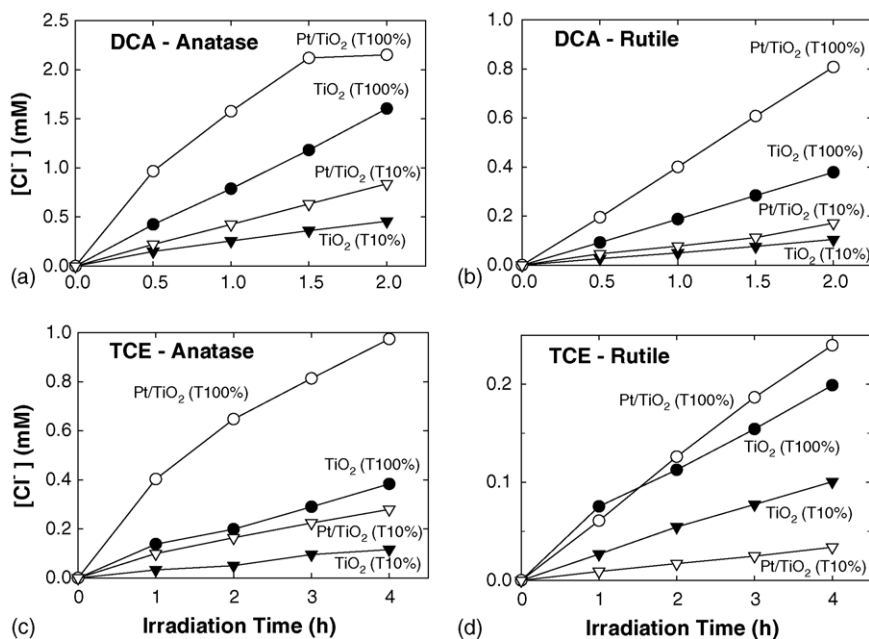 DCA - Anatase
Pt/TiO₂ (T100%)
TiO₂ (T100%)
Pt/TiO₂ (T10%)
TiO₂ (T10%)
[Cl⁻] (mM)
2.5
2.0
1.5
1.0
0.5
0.0
0.0 0.5 1.0 1.5 2.0
(a)
DCA - Rutile
Pt/TiO₂ (T100%)
TiO₂ (T100%)
Pt/TiO₂ (T10%)
TiO₂ (T10%)
1.0
0.8
0.6
0.4
0.2
0.0
0.0 0.5 1.0 1.5 2.0
(b)
TCE - Anatase
Pt/TiO₂ (T100%)
TiO₂ (T100%)
Pt/TiO₂ (T10%)
TiO₂ (T10%)
[Cl⁻] (mM)
1.0
0.8
0.6
0.4
0.2
0.0
0 1 2 3 4
(c)
Irradiation Time (h)
TCE - Rutile
Pt/TiO₂ (T100%)
TiO₂ (T100%)
TiO₂ (T10%)
Pt/TiO₂ (T10%)
0.2
0.1
0.0
0 1 2 3 4
(d)
Irradiation Time (h)